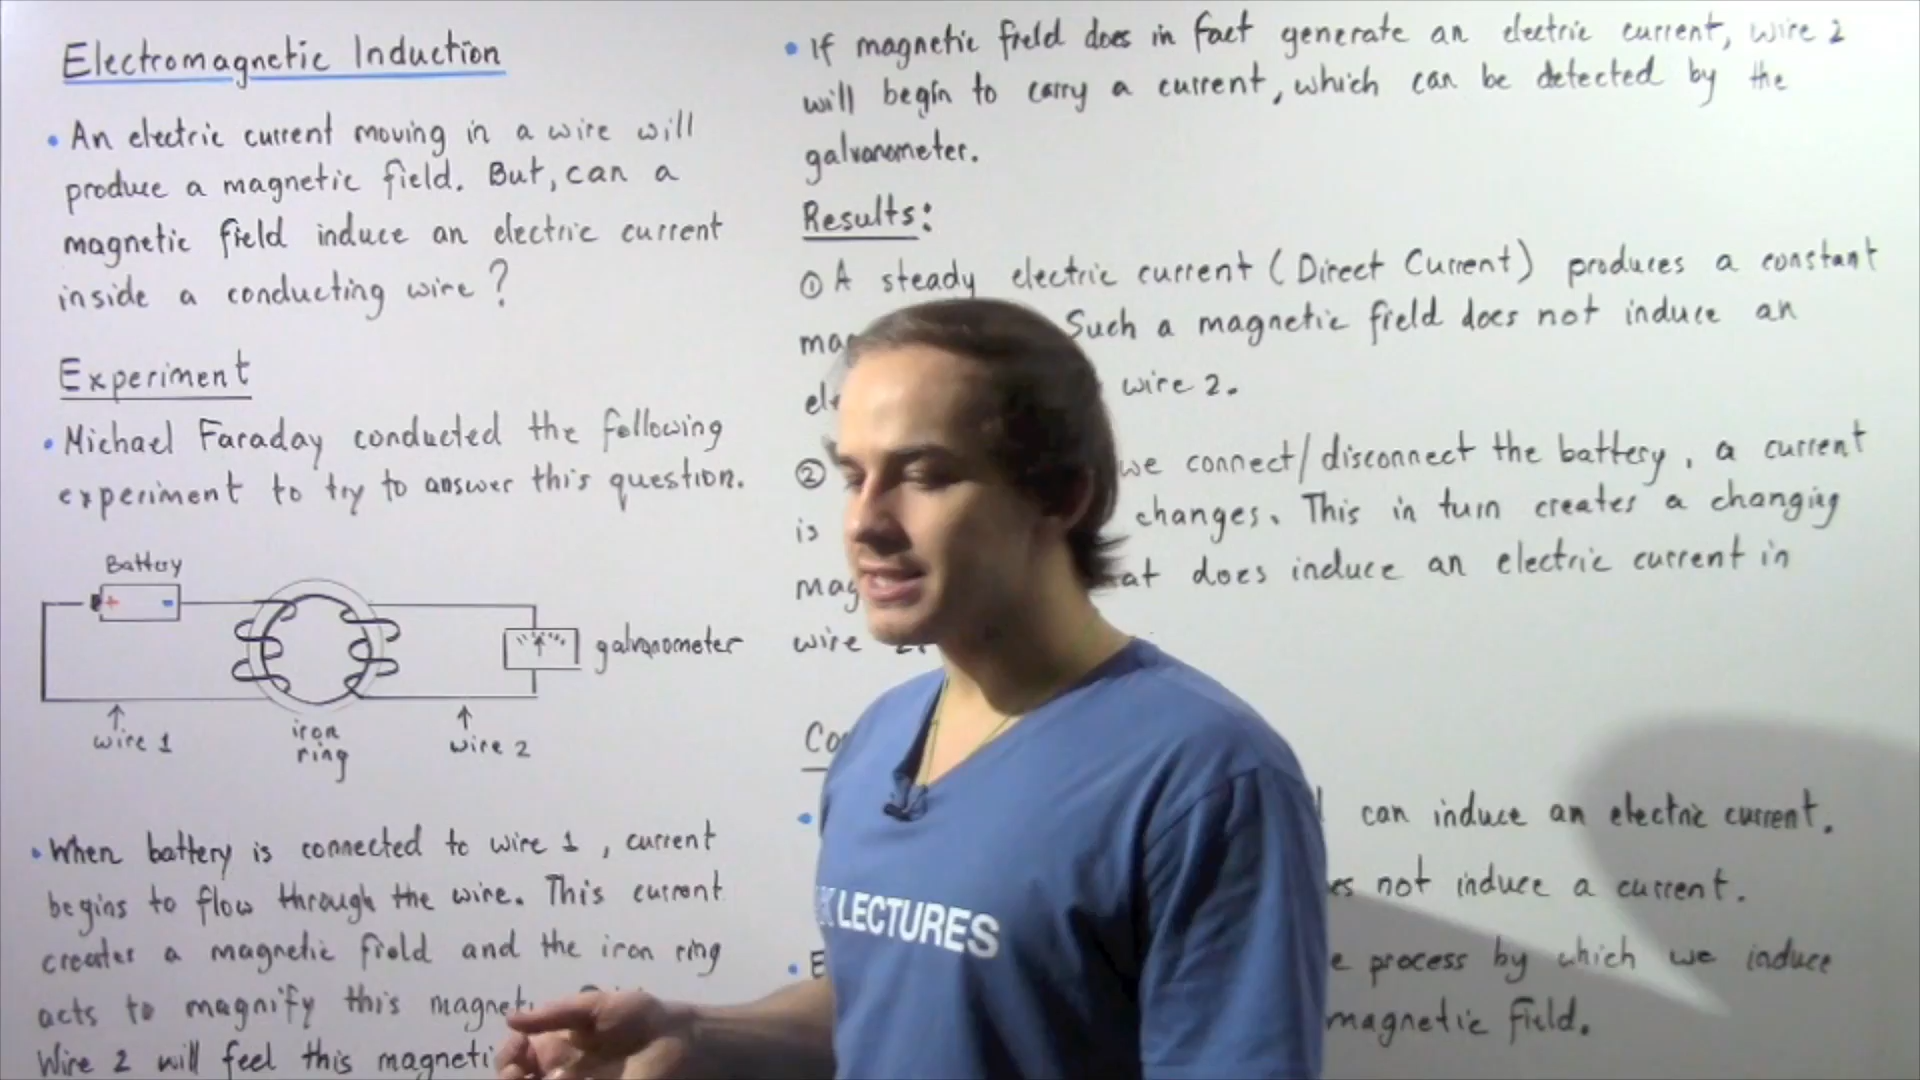 Electromagnetic Induction
• An electric current moving in a wire will
produce a magnetic field. But, can a
magnetic field induce an electric current
inside a conducting wire?
Experiment
• Michael Faraday conducted the following
experiment to try to answer this question.
Battery
+ -
galvanometer
wire 1
iron
ring
wire 2
• When battery is connected to wire 1, current
begins to flow through the wire. This current
creates a magnetic field and the iron ring
acts to magnify this
Wire 2 will feel this
• If magnetic field does in fact generate an electric current, wire 2
will begin to carry a current, which can be detected by the
galvanometer.
Results:
① A steady electric current (Direct Current) produces a constant
Such a magnetic field does not induce an
wire 2.
② we connect/disconnect the battery, a current
is changes. This in turn creates a changing
does induce an electric current in
wire
can induce an electric current.
not induce a current.
process by which we induce
magnetic field.
LECTURES